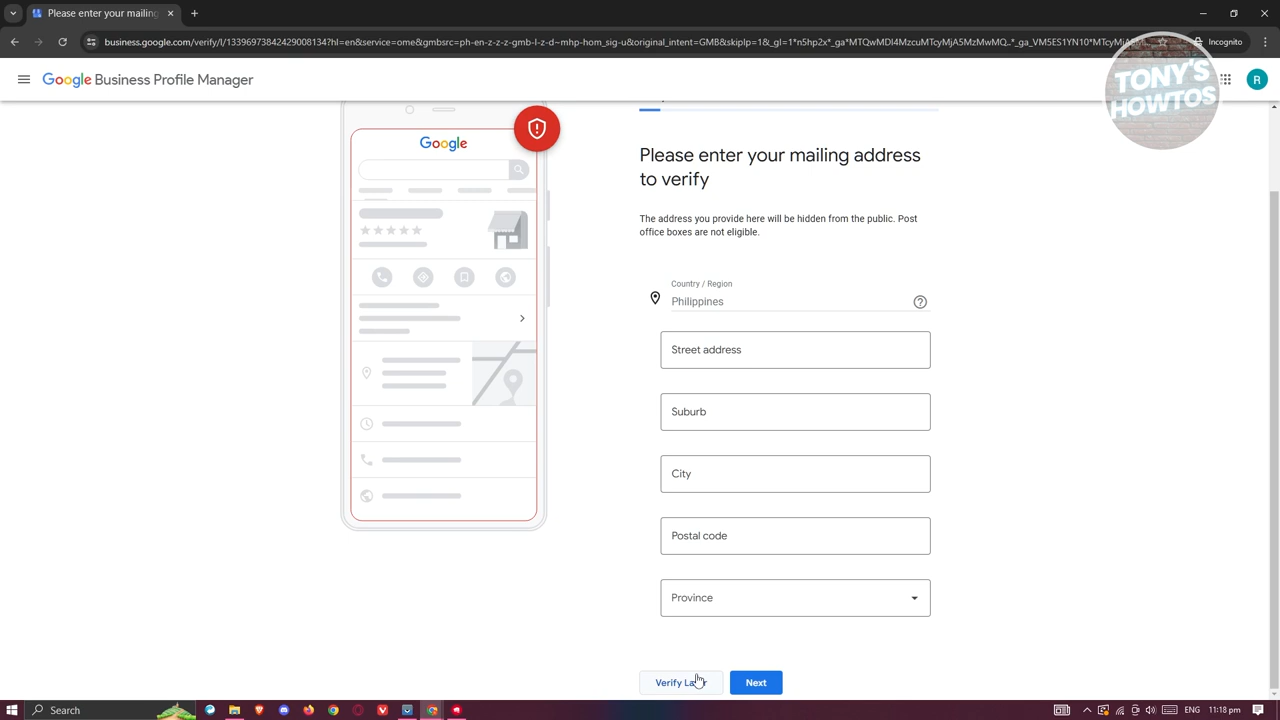 Please enter your mailing
business.google.com/verify/l/13396973842429008134?hl=en&service=ome&gmbsrc=ph-en-z-z-z-gmb-l-z-d~mhp-hom_sig-u&original_intent=GMB&skiplp=1&_gl=1*n5hp2x*_ga*MTQwMDI4MzcuMTcyMjA5MzMwMQ..*_ga_VM5ES1YN10*MTcyMjA
Incognito
Google Business Profile Manager
R
TONY'S
HOWTOS
Google
Please enter your mailing address
to verify
The address you provide here will be hidden from the public. Post
office boxes are not eligible.
Country / Region
Philippines
Street address
Suburb
City
Postal code
Province
Verify Later
Next
Search
ENG
11:18 pm